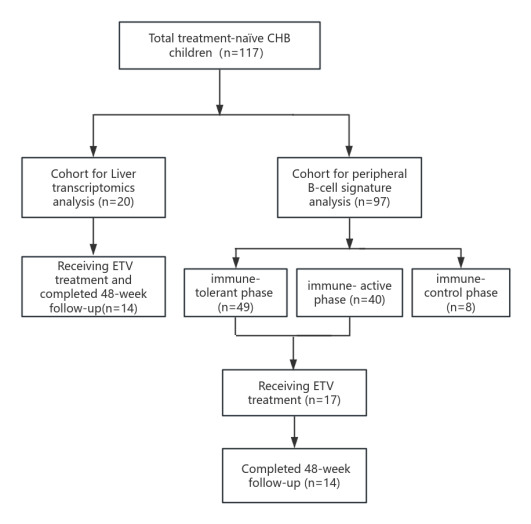 Total treatment-naïve CHB
children (n=117)
Cohort for Liver
transcriptomics
analysis (n=20)
Cohort for peripheral
B-cell signature
analysis (n=97)
Receiving ETV
treatment and
completed 48-week
follow-up(n=14)
immune-
tolerant phase
(n=49)
immune- active
phase (n=40)
immune-
control phase
(n=8)
Receiving ETV
treatment (n=17)
Completed 48-week
follow-up (n=14)